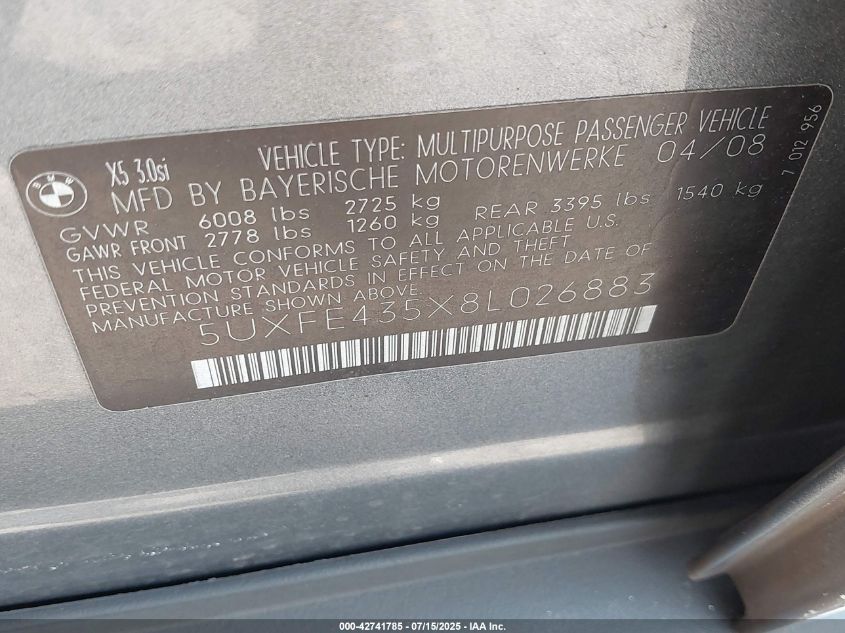 BMW
X5 3.0si
VEHICLE TYPE: MULTIPURPOSE PASSENGER VEHICLE
MFD BY BAYERISCHE MOTORENWERKE 04/08
GVWR 6008 lbs 2725 kg
GAWR FRONT 2778 lbs 1260 kg REAR 3395 lbs 1540 kg
THIS VEHICLE CONFORMS TO ALL APPLICABLE U.S.
FEDERAL MOTOR VEHICLE SAFETY AND THEFT
PREVENTION STANDARDS IN EFFECT ON THE DATE OF
MANUFACTURE SHOWN ABOVE
5UXFE435X8L026883
7 012 956
000-42741785 - 07/15/2025 - IAA Inc.